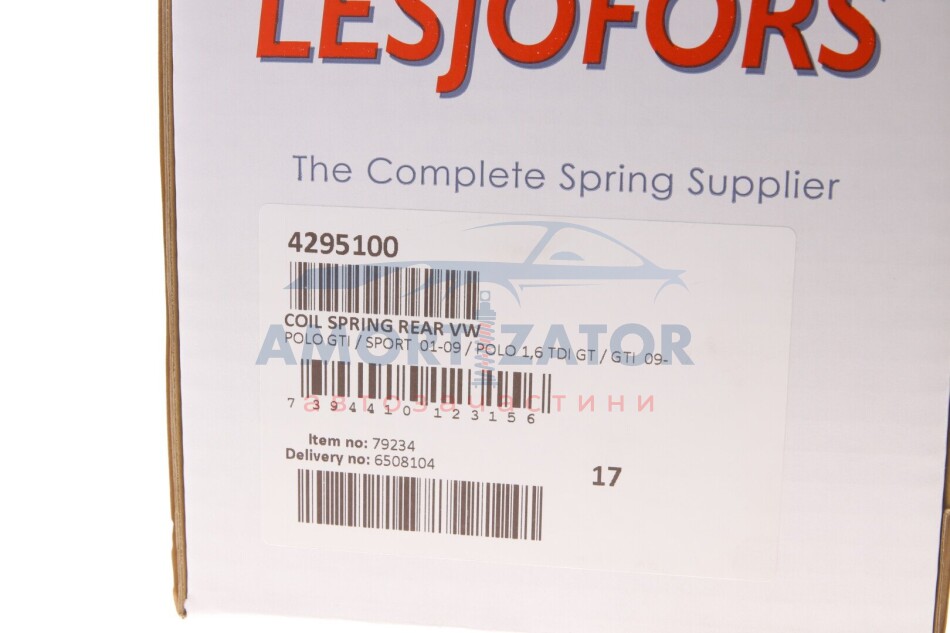 LESJÖFORS
The Complete Spring Supplier
4295100
COIL SPRING REAR VW
POLO GTI / SPORT 01-09 / POLO 1,6 TDI GT / GTI 09-
AMORTIZATOR
автозапчастини
7 394410 123156
Item no: 79234
Delivery no: 6508104
17